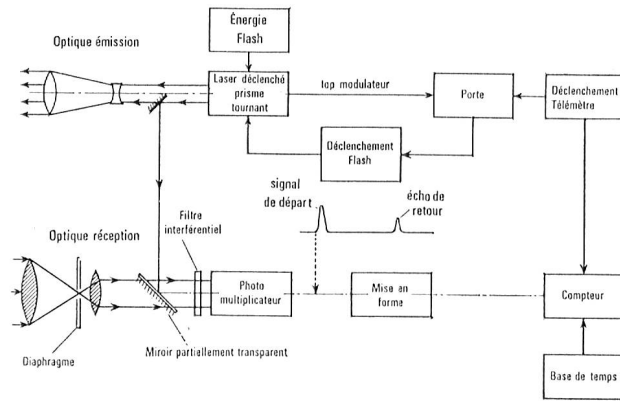 Énergie
Flash
Optique émission
Laser déclenché
prisme
tournant
top modulateur
Porte
Déclenchement
Télémètre
Déclenchement
Flash
signal
de départ
écho de
retour
Filtre
interférentiel
Optique réception
Photo
multiplicateur
Mise en
forme
Compteur
Miroir partiellement transparent
Diaphragme
Base de temps